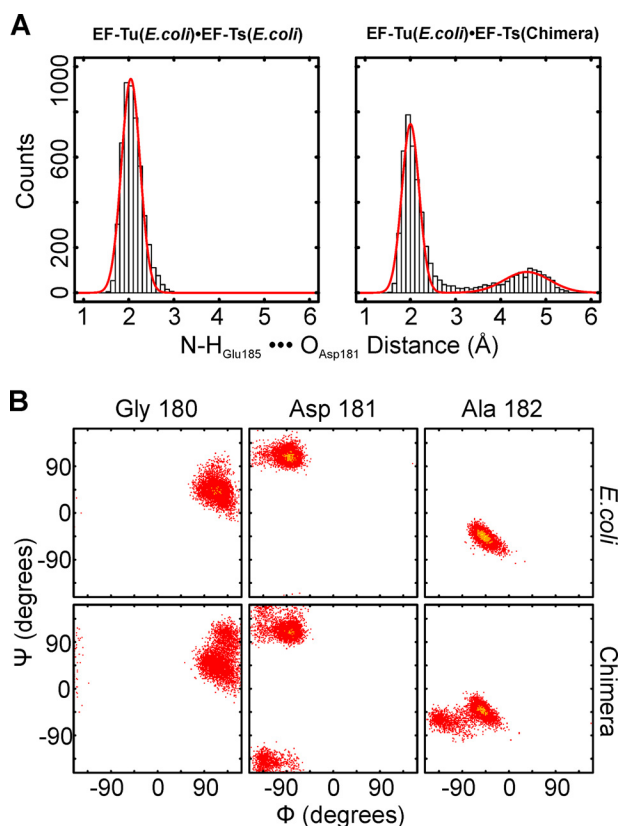 A
EF-Tu(E.coli)•EF-Ts(E.coli)
EF-Tu(E.coli)•EF-Ts(Chimera)
Counts
1000
600
200
0
1 2 3 4 5 6
1 2 3 4 5 6
N-HGlu185 ••• OAsp181 Distance (Å)
B
Gly 180
Asp 181
Ala 182
90
0
-90
E.coli
90
0
-90
Chimera
Ψ (degrees)
-90 0 90
-90 0 90
-90 0 90
Φ (degrees)